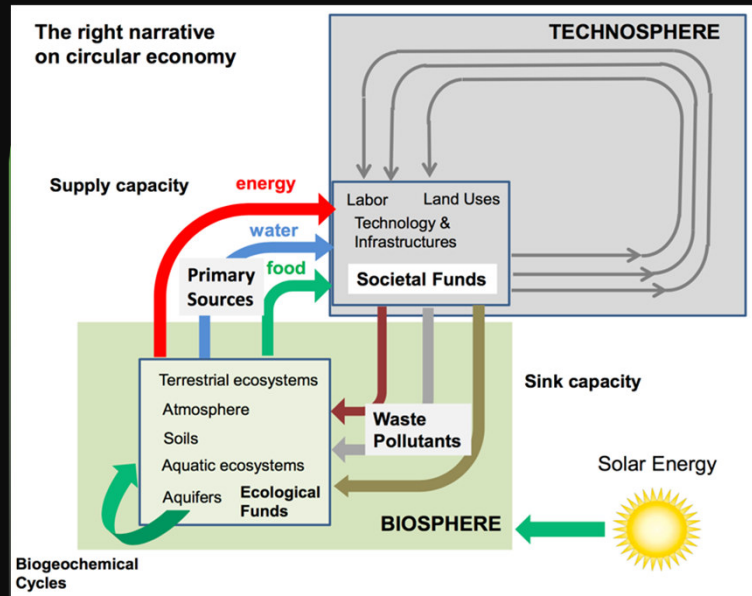 The right narrative
on circular economy
TECHNOSPHERE
Supply capacity
energy
water
food
Primary
Sources
Labor
Land Uses
Technology &
Infrastructures
Societal Funds
Terrestrial ecosystems
Atmosphere
Soils
Aquatic ecosystems
Aquifers
Ecological
Funds
Waste
Pollutants
Sink capacity
Solar Energy
BIOSPHERE
Biogeochemical
Cycles